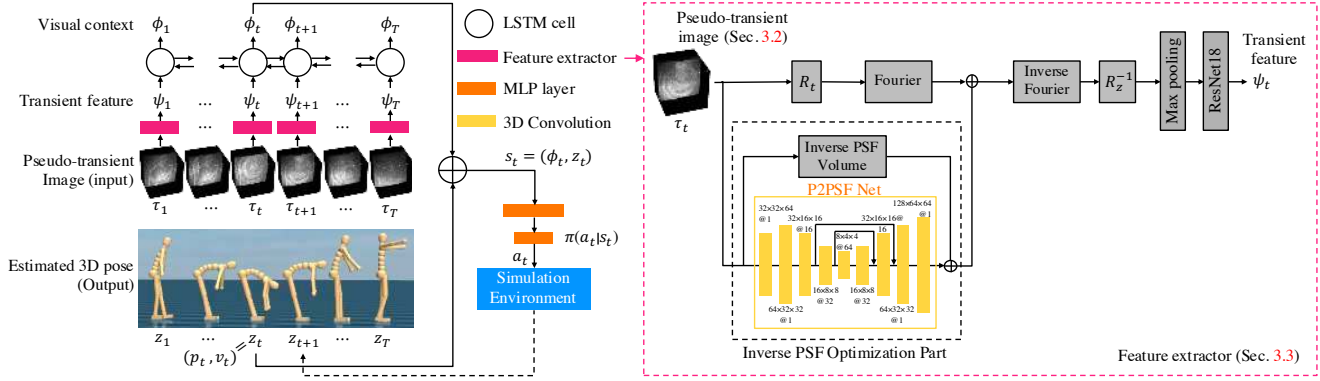 Visual context
ϕ₁
ϕₜ
ϕₜ₊₁
ϕ_T
LSTM cell
Feature extractor
MLP layer
3D Convolution
Transient feature
ψ₁
...
ψₜ
ψₜ₊₁
...
ψ_T
...
...
Pseudo-transient
Image (input)
τ₁
...
τₜ
τₜ₊₁
...
τ_T
sₜ = (ϕₜ, zₜ)
π(aₜ|sₜ)
aₜ
Simulation
Environment
Estimated 3D pose
(Output)
z₁
...
zₜ
zₜ₊₁
...
z_T
(pₜ, vₜ) =
Pseudo-transient
image (Sec. 3.2)
τₜ
Rₜ
Fourier
Inverse
Fourier
R_z⁻¹
Max pooling
ResNet18
Transient
feature
ψₜ
Inverse PSF
Volume
P2PSF Net
32×32×64
@1
64×32×32
@1
32×16×16
@16
16×8×8
@32
8×4×4
@64
16×8×8
@32
32×16×16@
16
64×32×32
@1
128×64×64
@1
Inverse PSF Optimization Part
Feature extractor (Sec. 3.3)